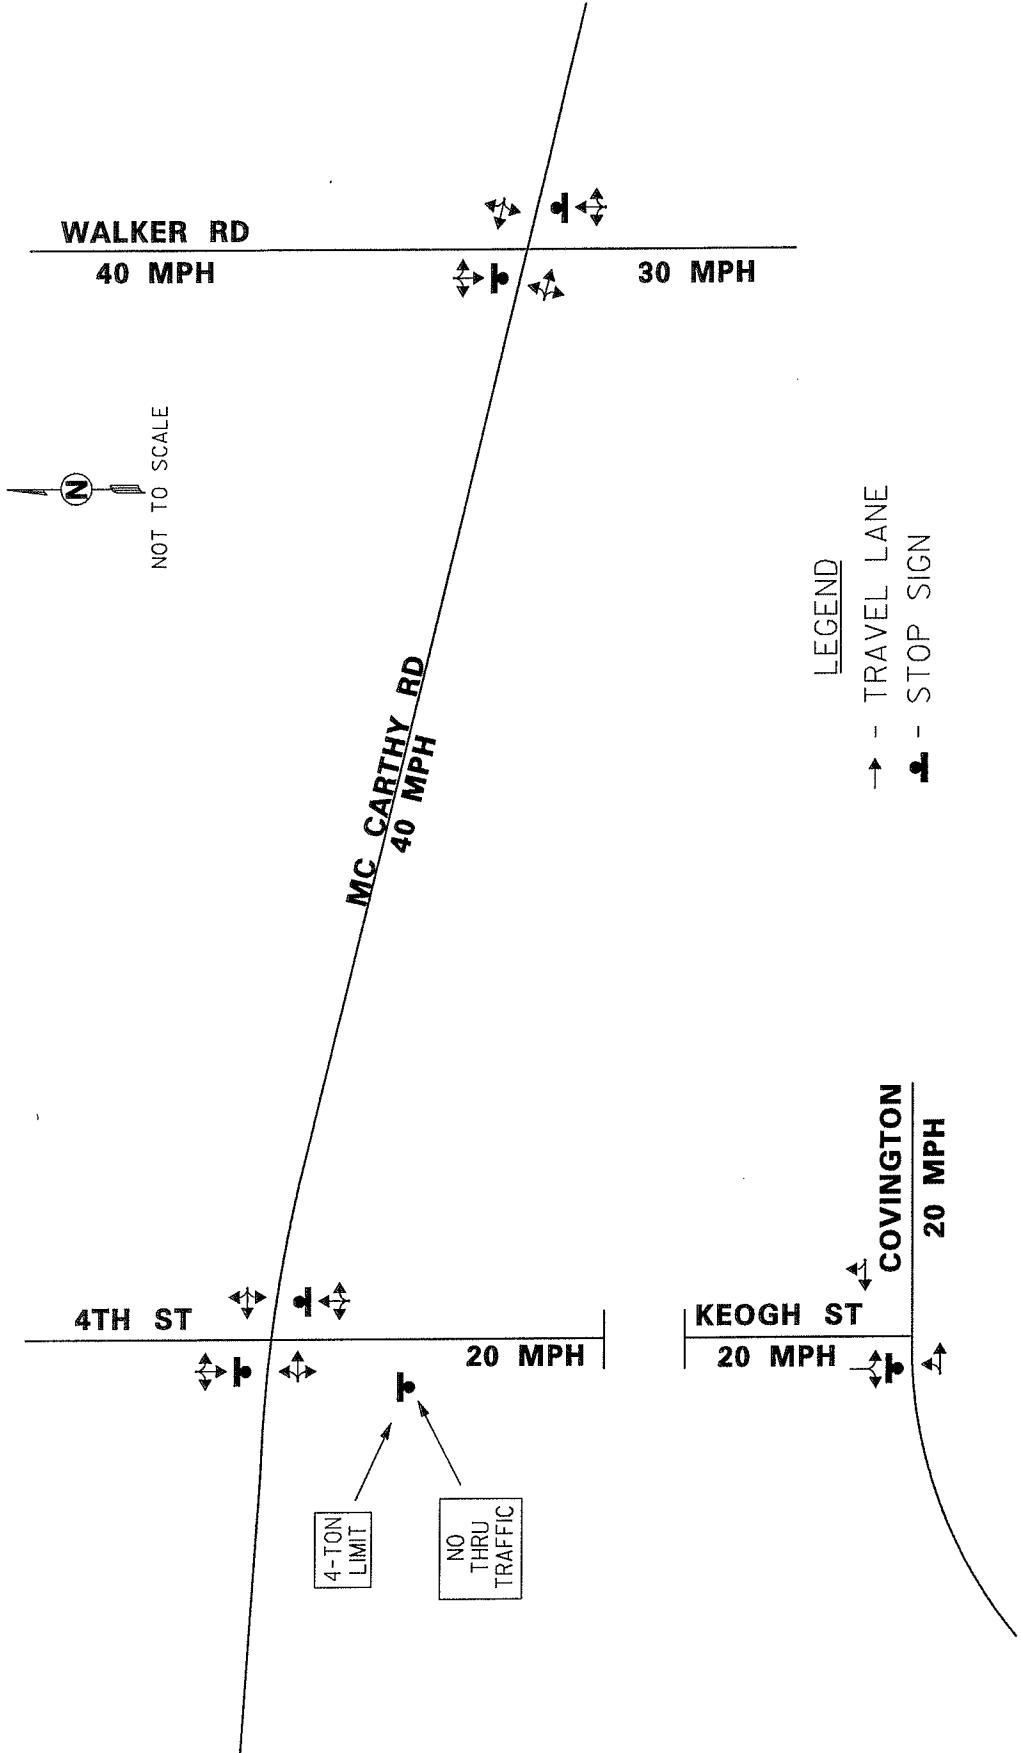 WALKER RD
40 MPH
30 MPH
N
NOT TO SCALE
MC CARTHY RD
40 MPH
LEGEND
- TRAVEL LANE
- STOP SIGN
4TH ST
20 MPH
KEOGH ST
20 MPH
COVINGTON
20 MPH
4-TON
LIMIT
NO
THRU
TRAFFIC